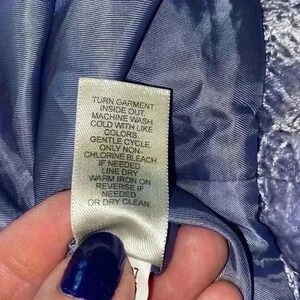 TURN GARMENT
INSIDE OUT.
MACHINE WASH
COLD WITH LIKE
COLORS.
GENTLE CYCLE.
ONLY NON-
CHLORINE BLEACH
IF NEEDED
LINE DRY
WARM IRON ON
REVERSE IF
NEEDED
OR DRY CLEAN.